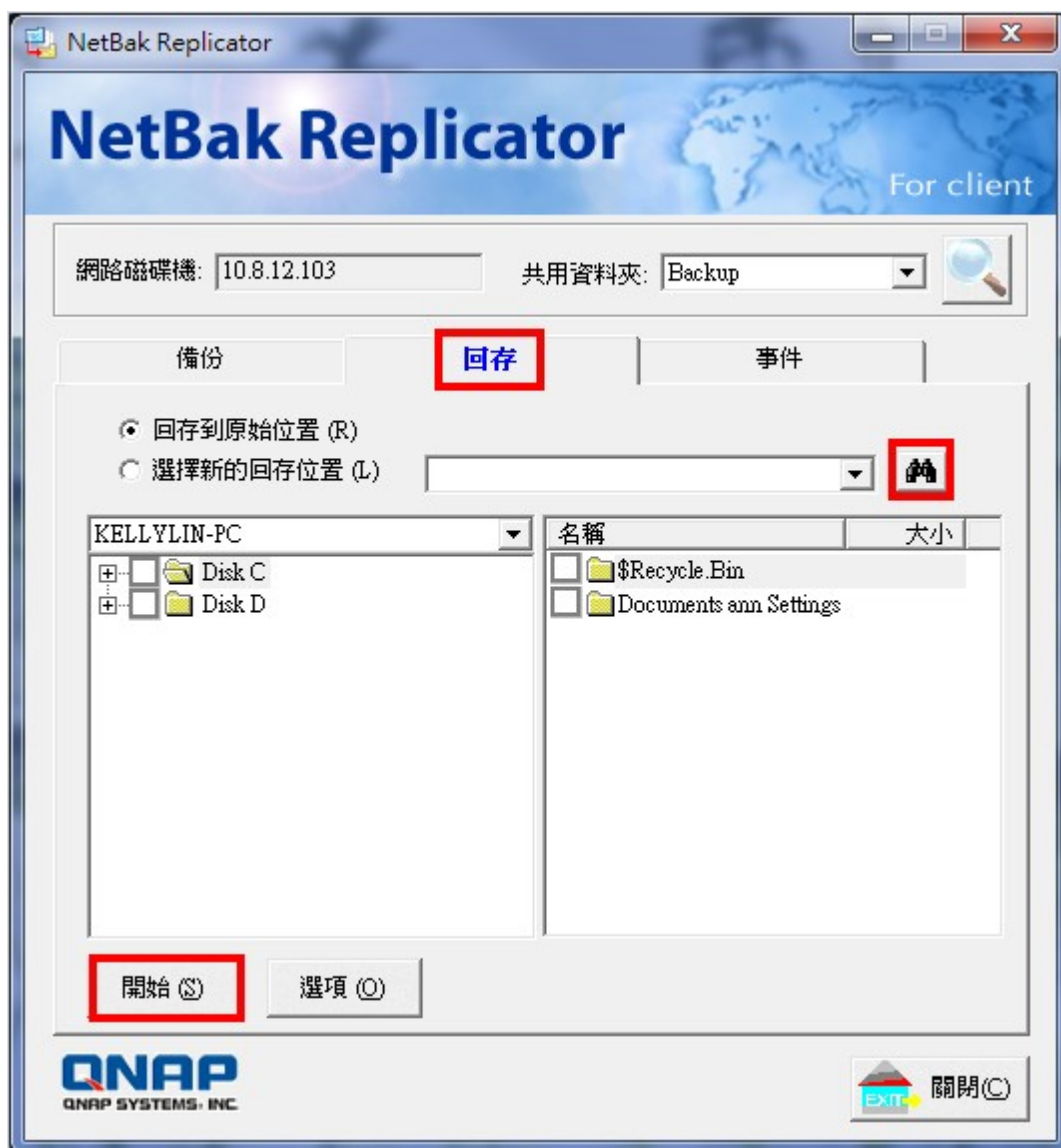 NetBak Replicator
NetBak Replicator
For client
網路磁碟機: 10.8.12.103 共用資料夾: Backup
備份 回存 事件
回存到原始位置 (R)
選擇新的回存位置 (L)
KELLYLIN-PC 名稱 大小
Disk C $Recycle.Bin
Disk D Documents ann Settings
開始 (S) 選項 (O)
QNAP
QNAP SYSTEMS, INC
EXIT 關閉(C)